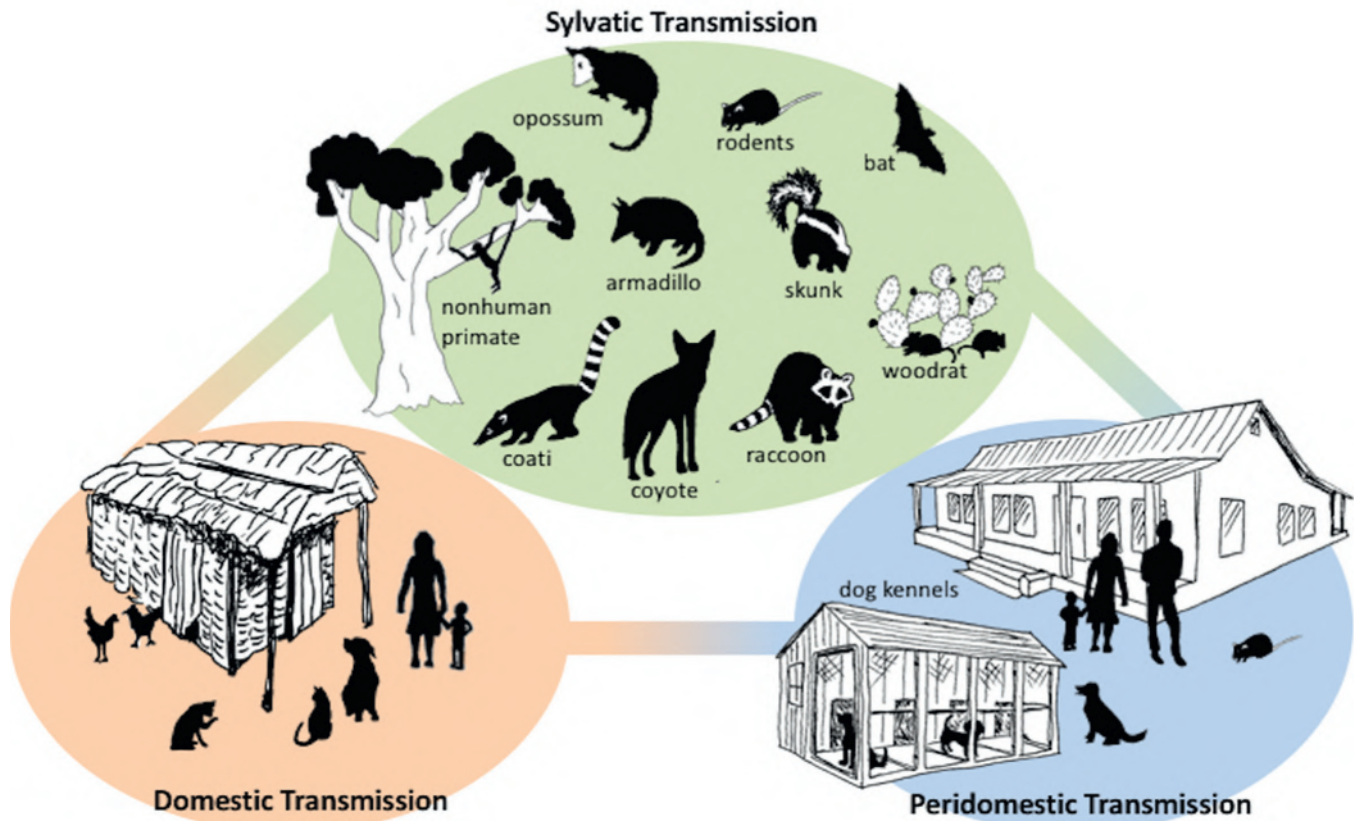 Sylvatic Transmission
opossum
rodents
bat
armadillo
skunk
nonhuman
primate
woodrat
coati
raccoon
coyote
dog kennels
Domestic Transmission
Peridomestic Transmission